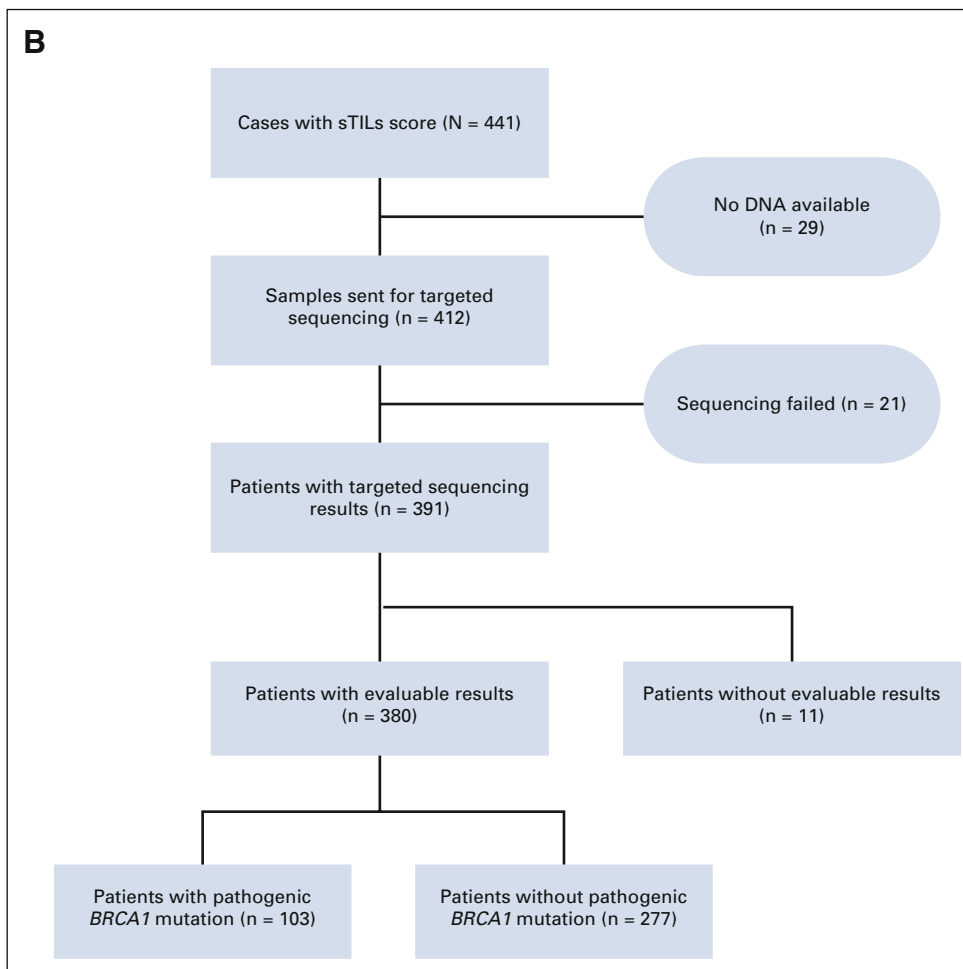 B
Cases with sTILs score (N = 441)
No DNA available
(n = 29)
Samples sent for targeted
sequencing (n = 412)
Sequencing failed (n = 21)
Patients with targeted sequencing
results (n = 391)
Patients with evaluable results
(n = 380)
Patients without evaluable results
(n = 11)
Patients with pathogenic
BRCA1 mutation (n = 103)
Patients without pathogenic
BRCA1 mutation (n = 277)